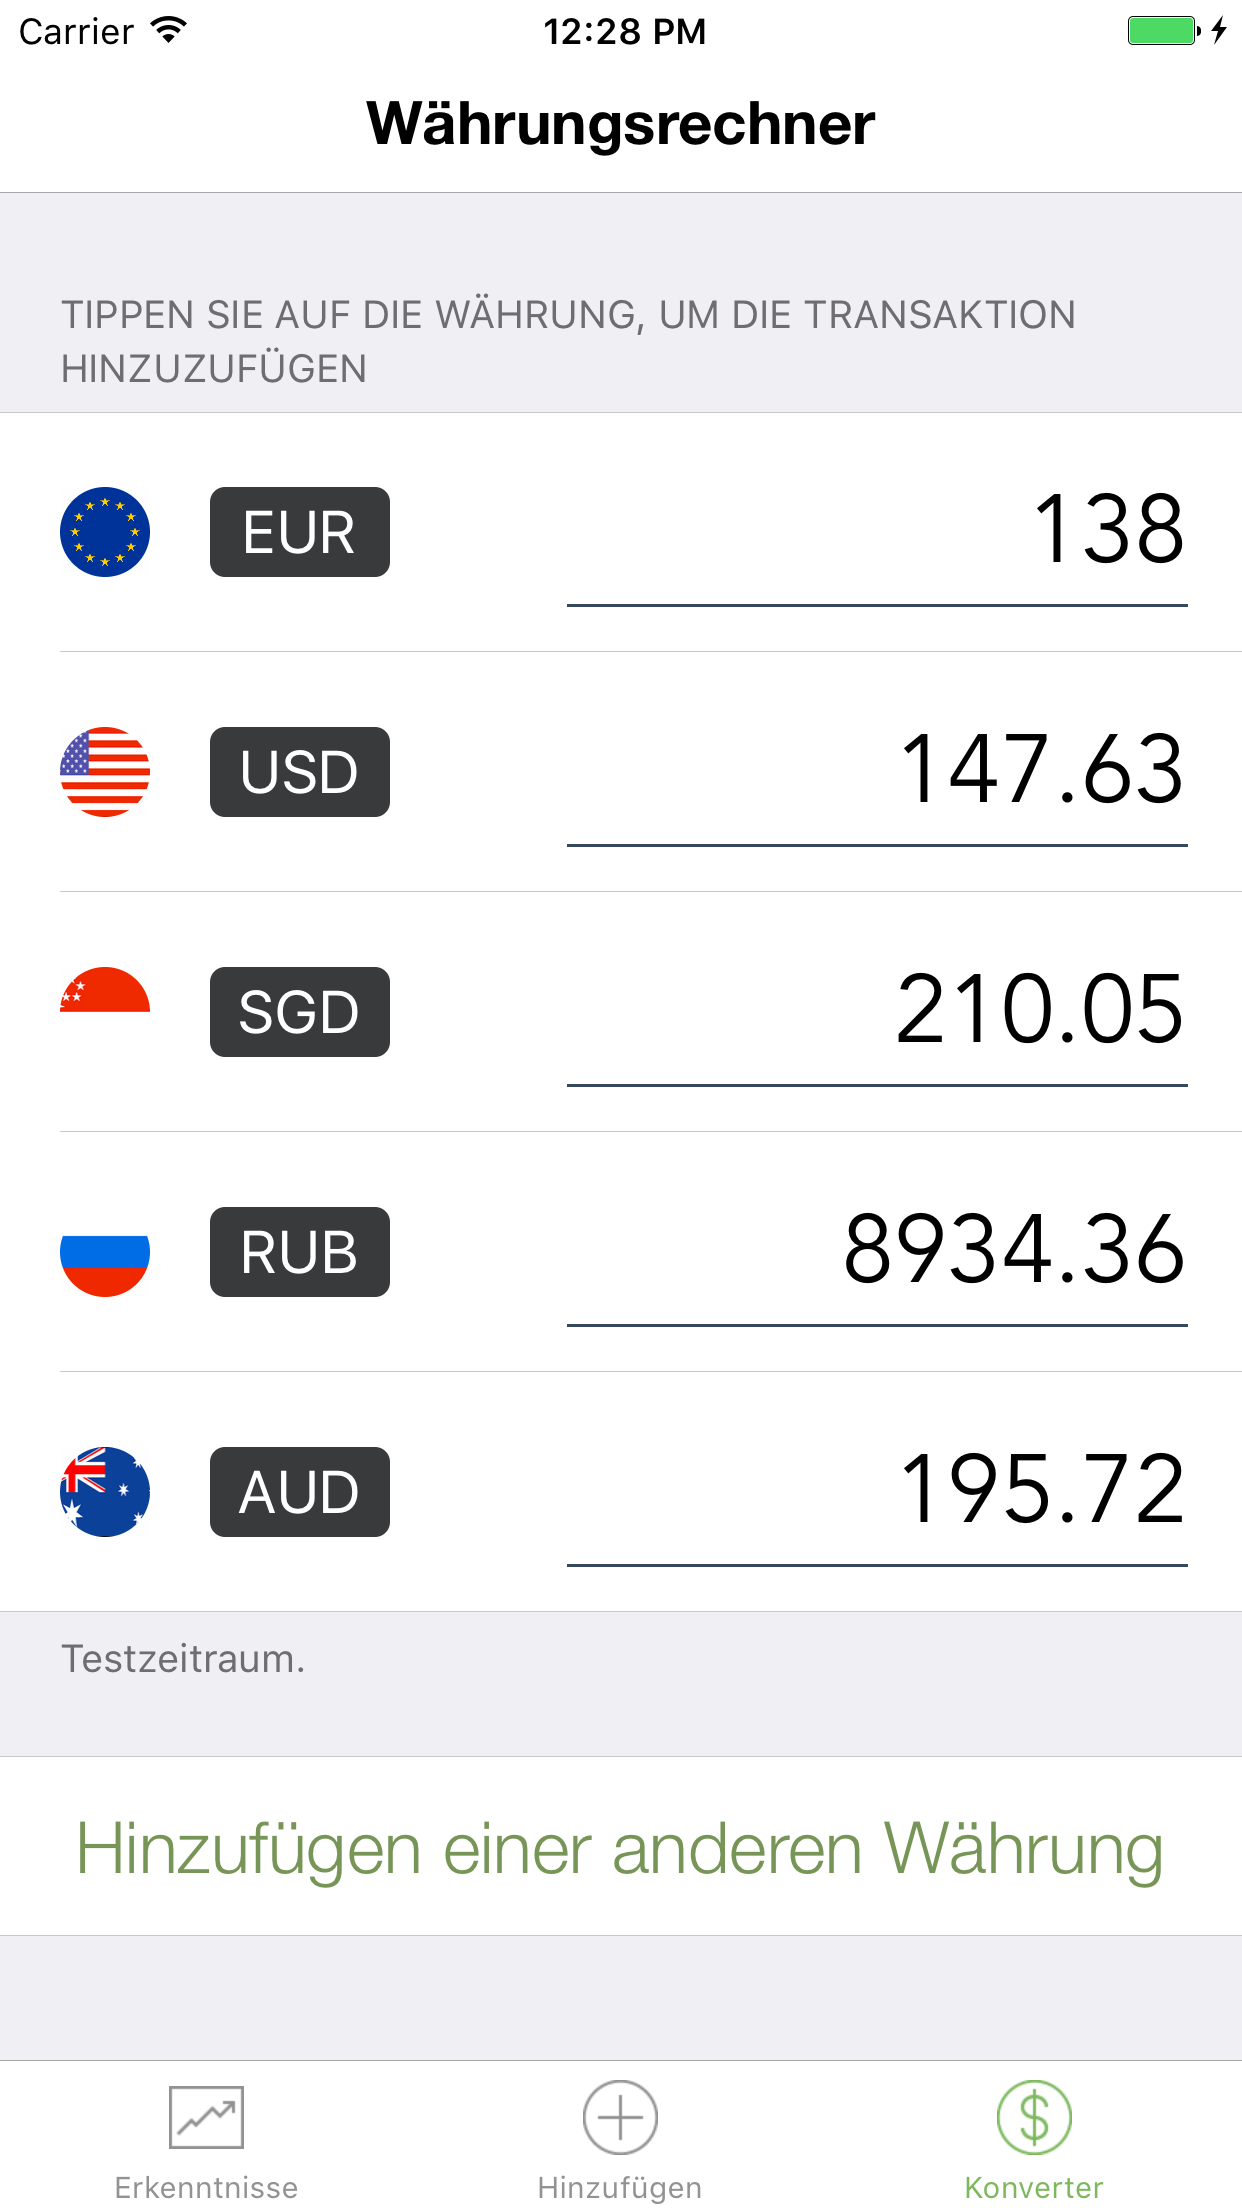 Carrier 12:28 PM
Währungsrechner
TIPPEN SIE AUF DIE WÄHRUNG, UM DIE TRANSAKTION
HINZUZUFÜGEN
EUR 138
USD 147.63
SGD 210.05
RUB 8934.36
AUD 195.72
Testzeitraum.
Hinzufügen einer anderen Währung
Erkenntnisse Hinzufügen Konverter